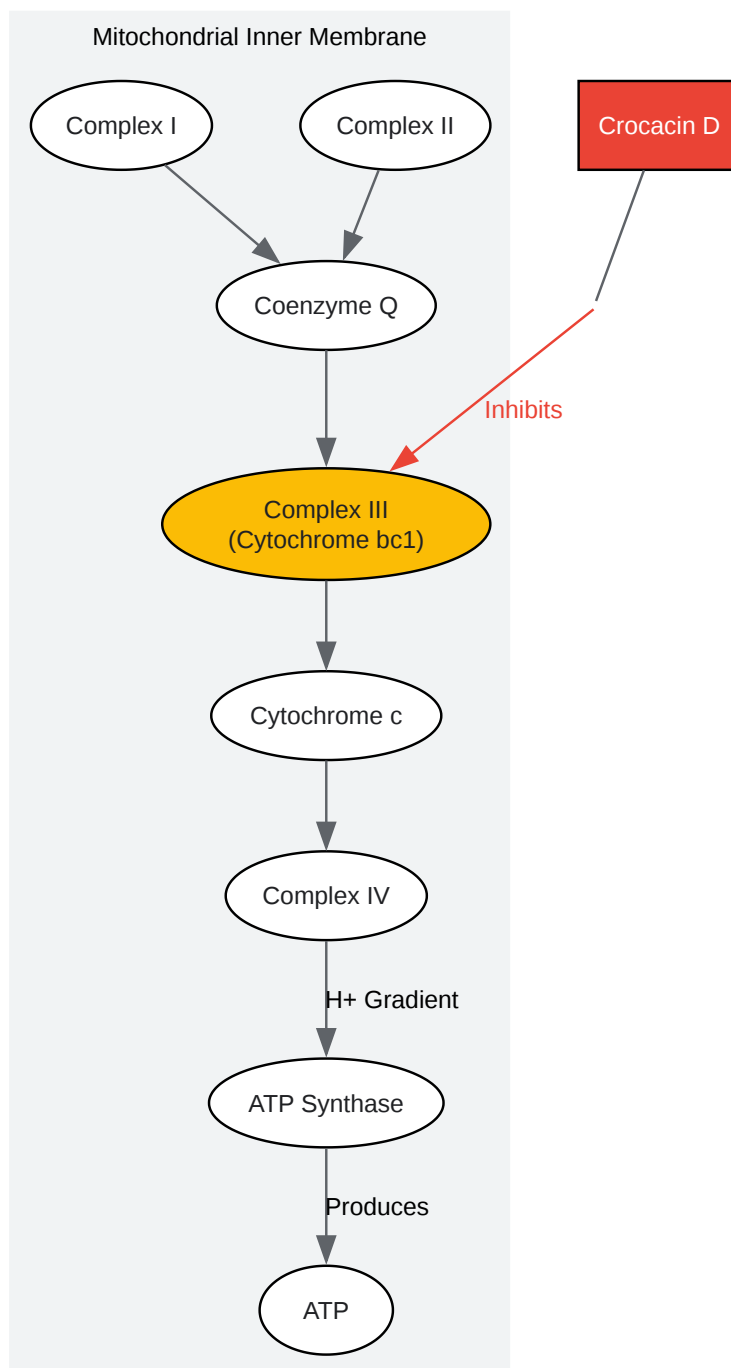 Mitochondrial Inner Membrane
Complex I
Complex II
Crocacin D
Coenzyme Q
Inhibits
Complex III
(Cytochrome bc1)
Cytochrome c
Complex IV
H+ Gradient
ATP Synthase
Produces
ATP